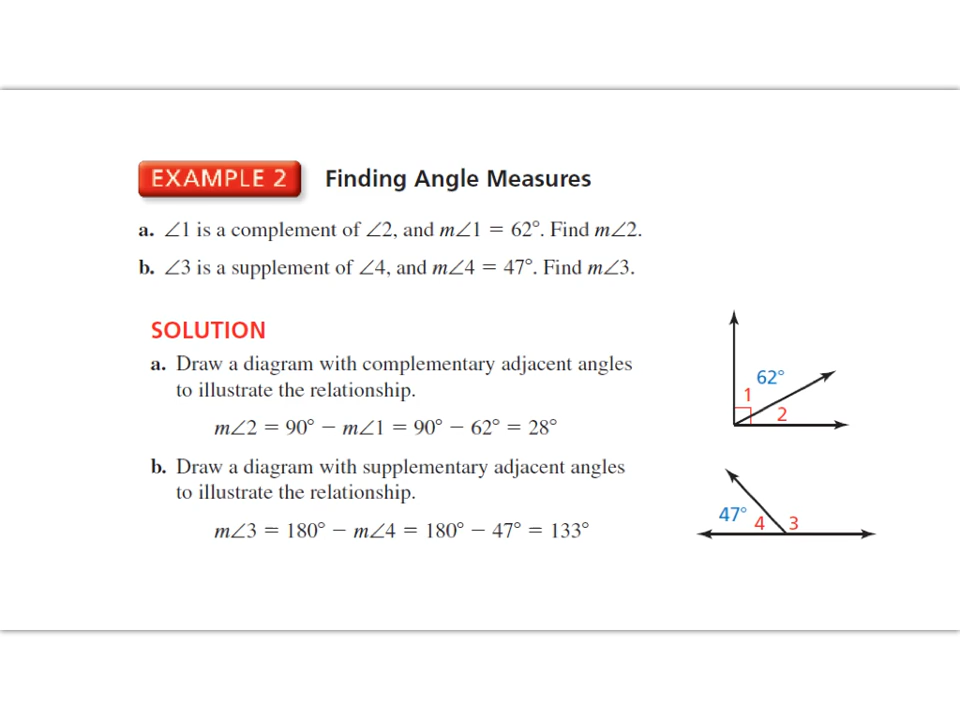 EXAMPLE 2 Finding Angle Measures
a. ∠1 is a complement of ∠2, and m∠1 = 62°. Find m∠2.
b. ∠3 is a supplement of ∠4, and m∠4 = 47°. Find m∠3.
SOLUTION
a. Draw a diagram with complementary adjacent angles
to illustrate the relationship.
m∠2 = 90° − m∠1 = 90° − 62° = 28°
62°
1
2
b. Draw a diagram with supplementary adjacent angles
to illustrate the relationship.
m∠3 = 180° − m∠4 = 180° − 47° = 133°
47° 4 3